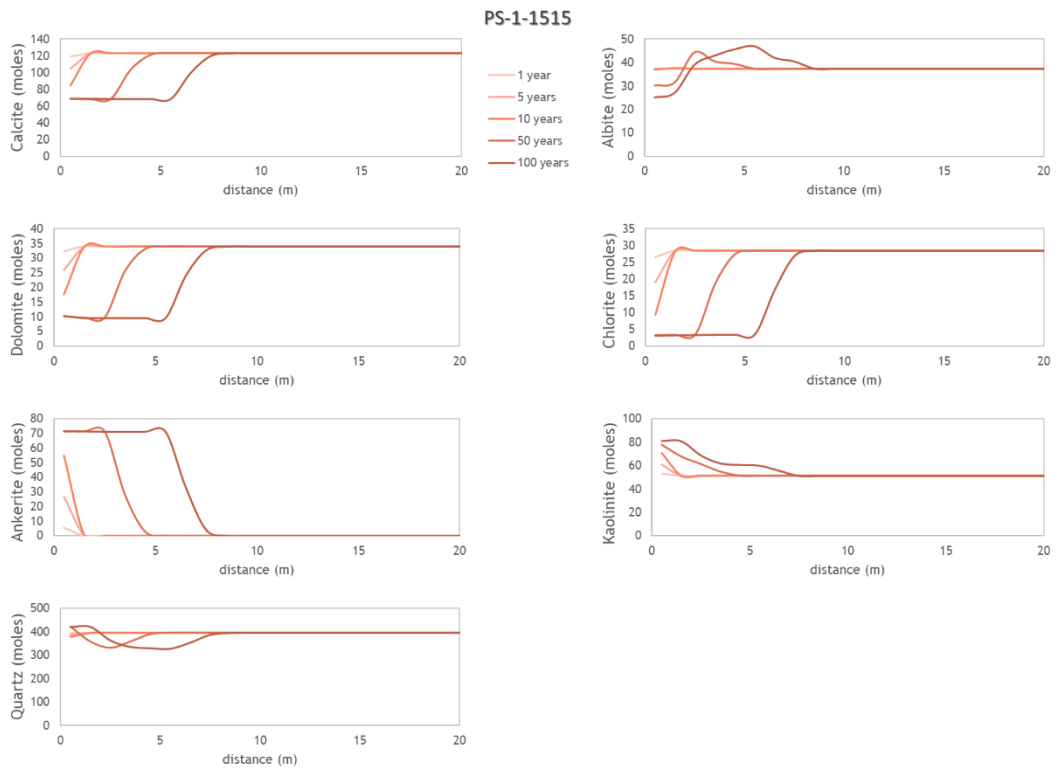 PS-1-1515
Calcite (moles)
140
120
100
80
60
40
20
0
0 5 10 15 20
distance (m)
1 year
5 years
10 years
50 years
100 years
Albite (moles)
50
40
30
20
10
0
0 5 10 15 20
distance (m)
Dolomite (moles)
40
35
30
25
20
15
10
5
0
0 5 10 15 20
distance (m)
Chlorite (moles)
35
30
25
20
15
10
5
0
0 5 10 15 20
distance (m)
Ankerite (moles)
80
70
60
50
40
30
20
10
0
0 5 10 15 20
distance (m)
Kaolinite (moles)
100
80
60
40
20
0
0 5 10 15 20
distance (m)
Quartz (moles)
500
400
300
200
100
0
0 5 10 15 20
distance (m)